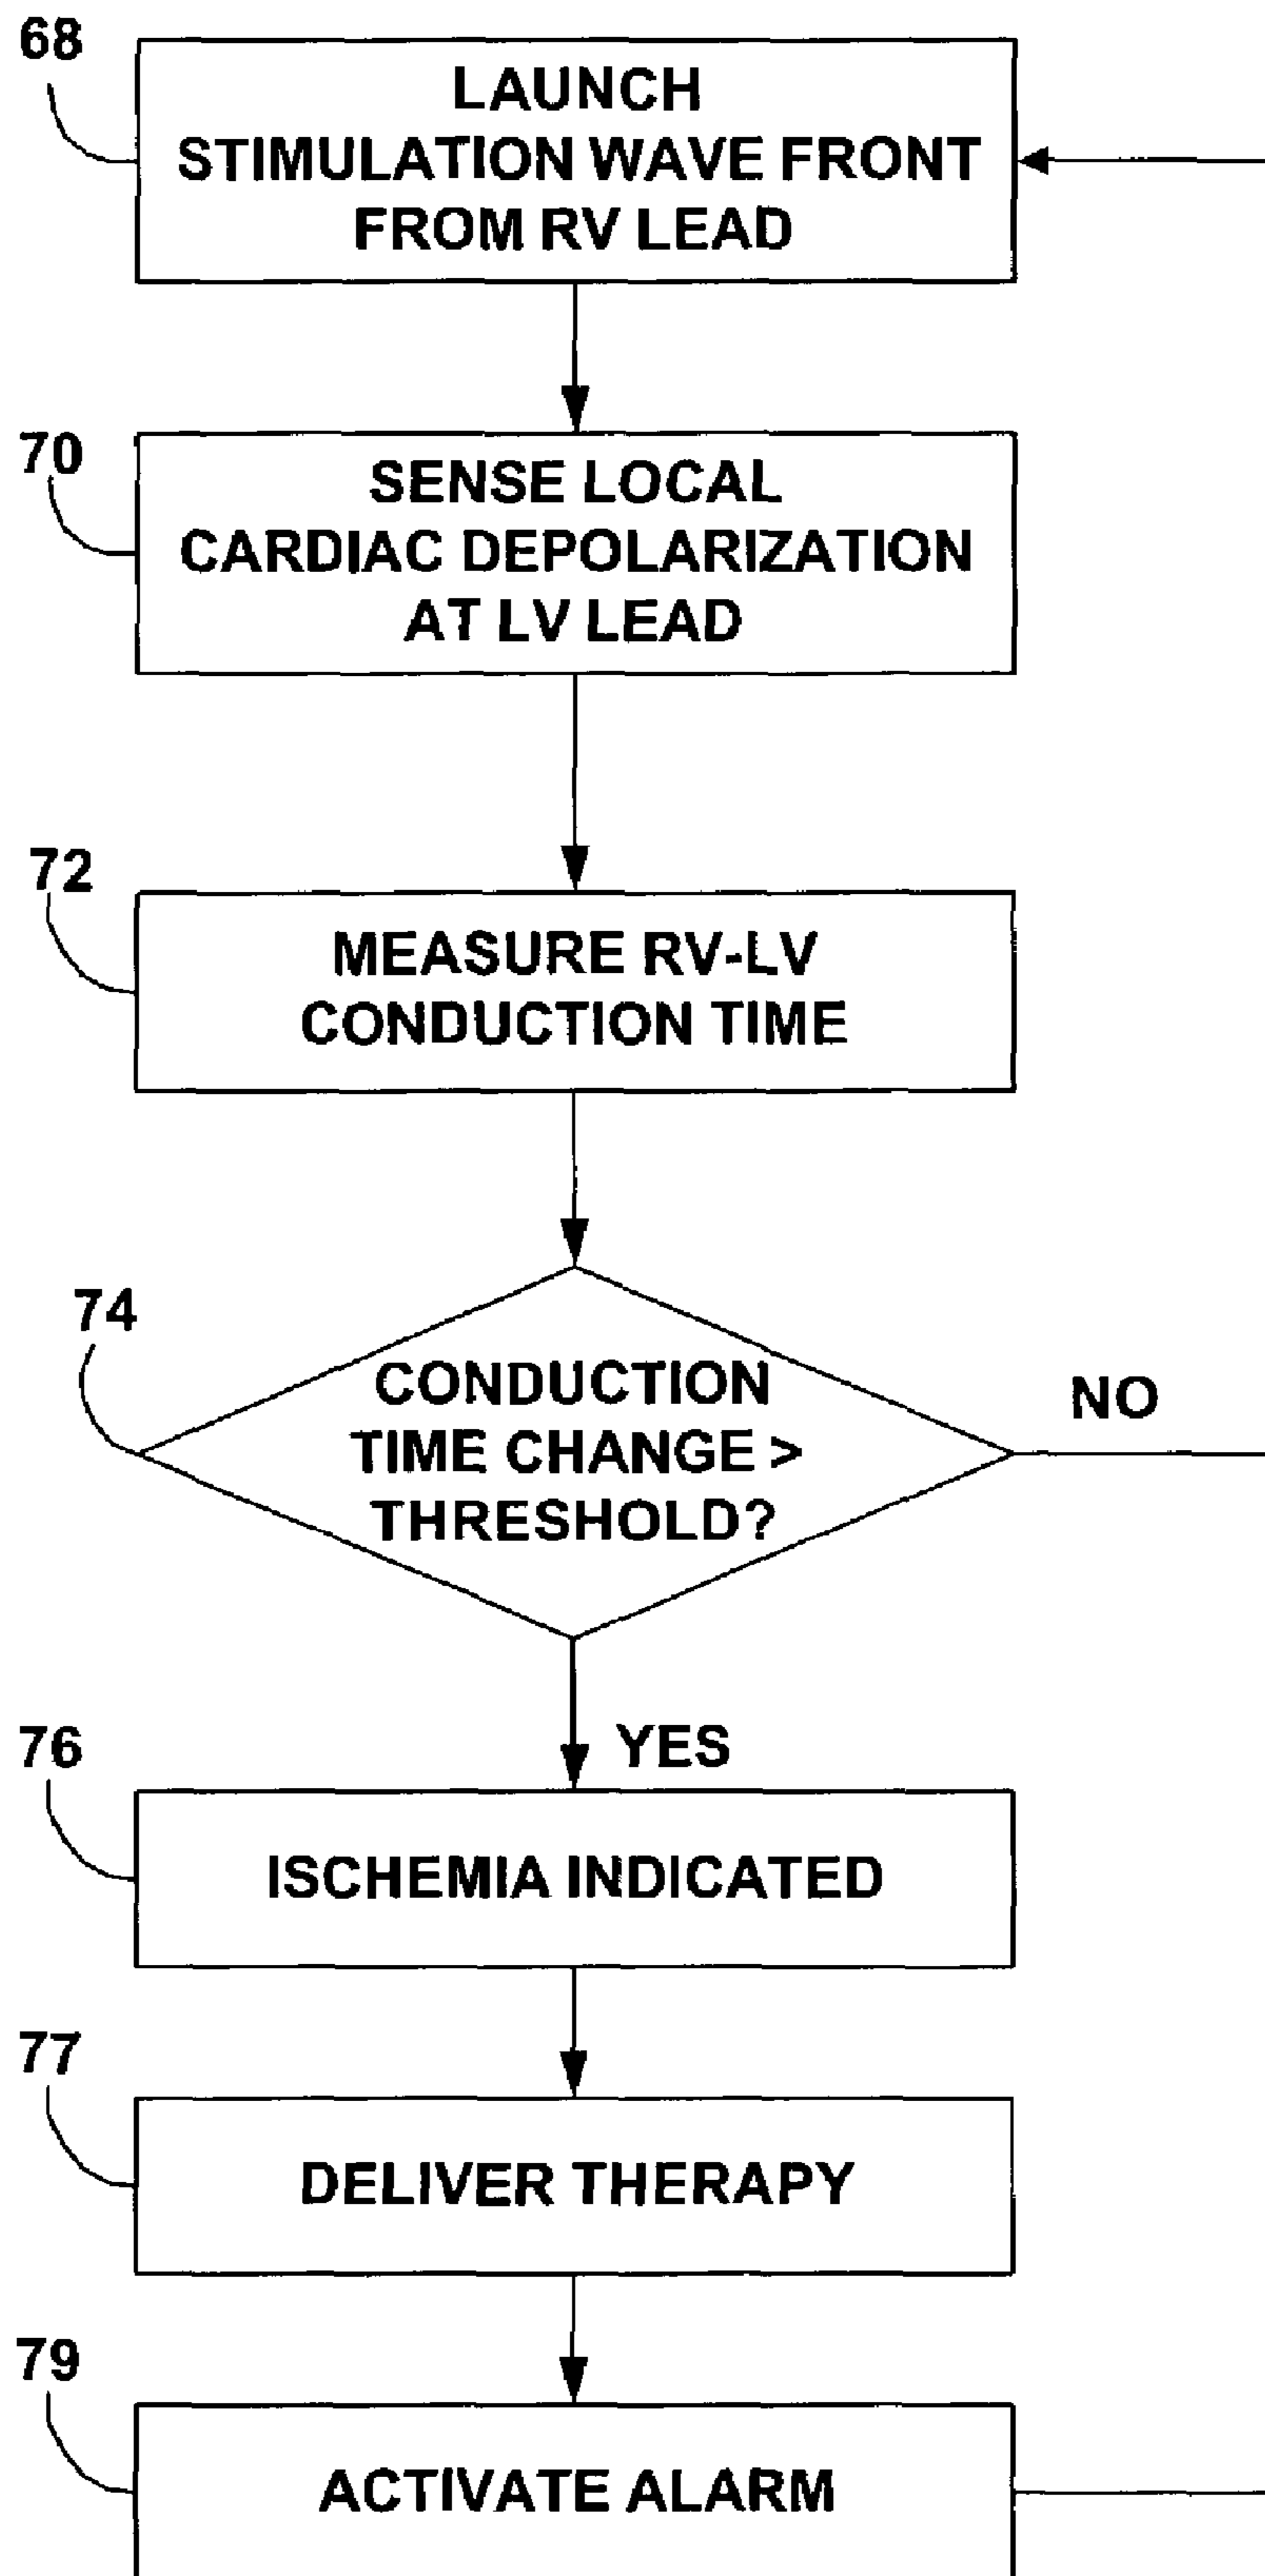 68
LAUNCH
STIMULATION WAVE FRONT
FROM RV LEAD
70
SENSE LOCAL
CARDIAC DEPOLARIZATION
AT LV LEAD
72
MEASURE RV-LV
CONDUCTION TIME
74
CONDUCTION
TIME CHANGE >
THRESHOLD?
NO
YES
76
ISCHEMIA INDICATED
77
DELIVER THERAPY
79
ACTIVATE ALARM